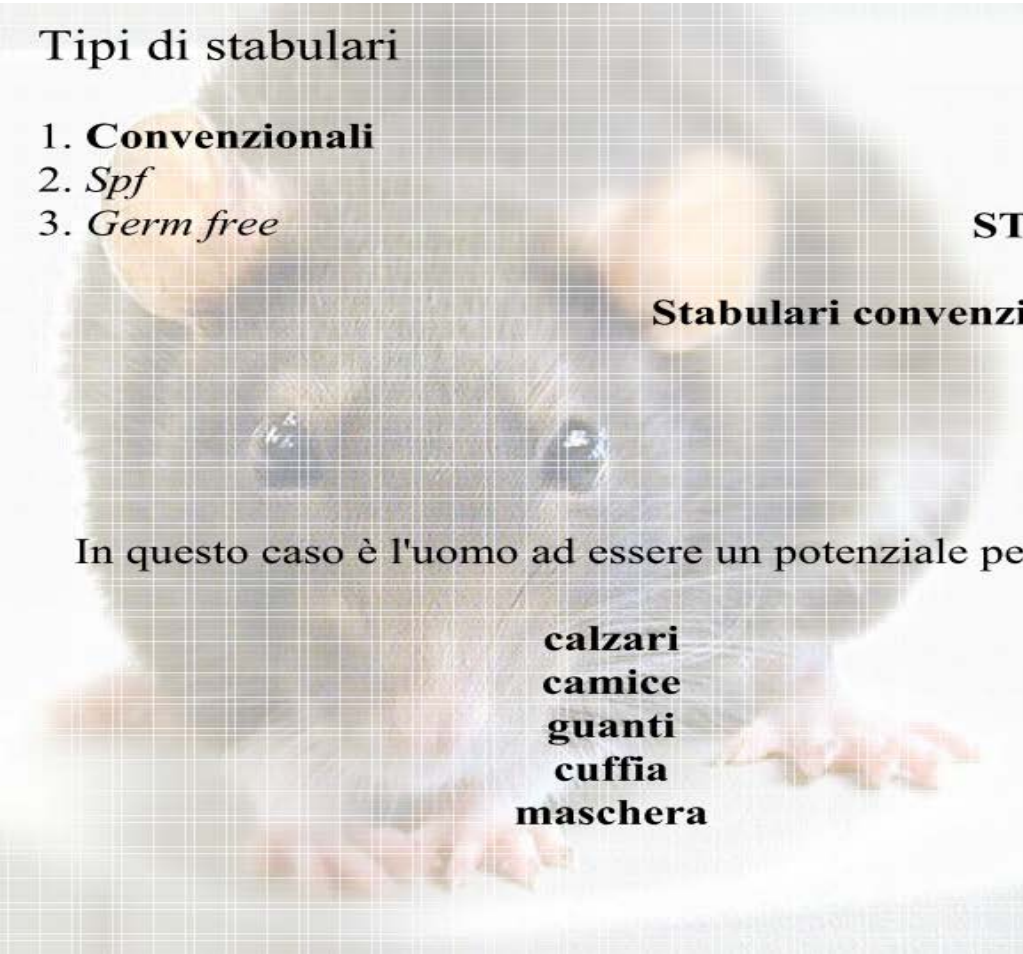 Tipi di stabulari
1. Convenzionali
2. Spf
3. Germ free
ST
Stabulari convenzi
In questo caso è l'uomo ad essere un potenziale pe
calzari
camice
guanti
cuffia
maschera